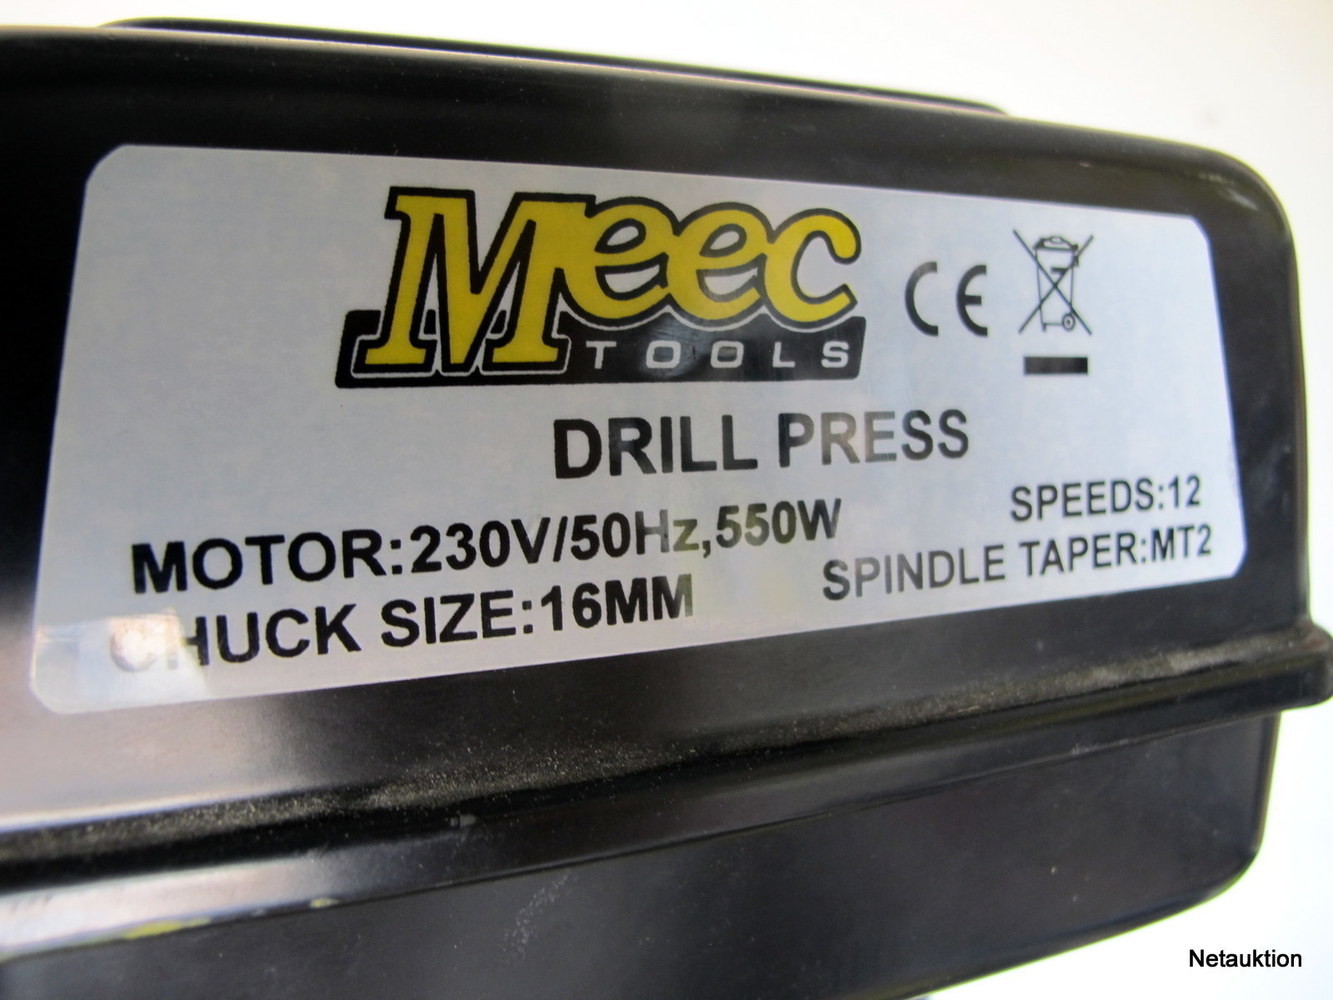 Meec
TOOLS
CE
DRILL PRESS
MOTOR:230V/50Hz,550W
SPEEDS:12
CHUCK SIZE:16MM
SPINDLE TAPER:MT2
Netauktion